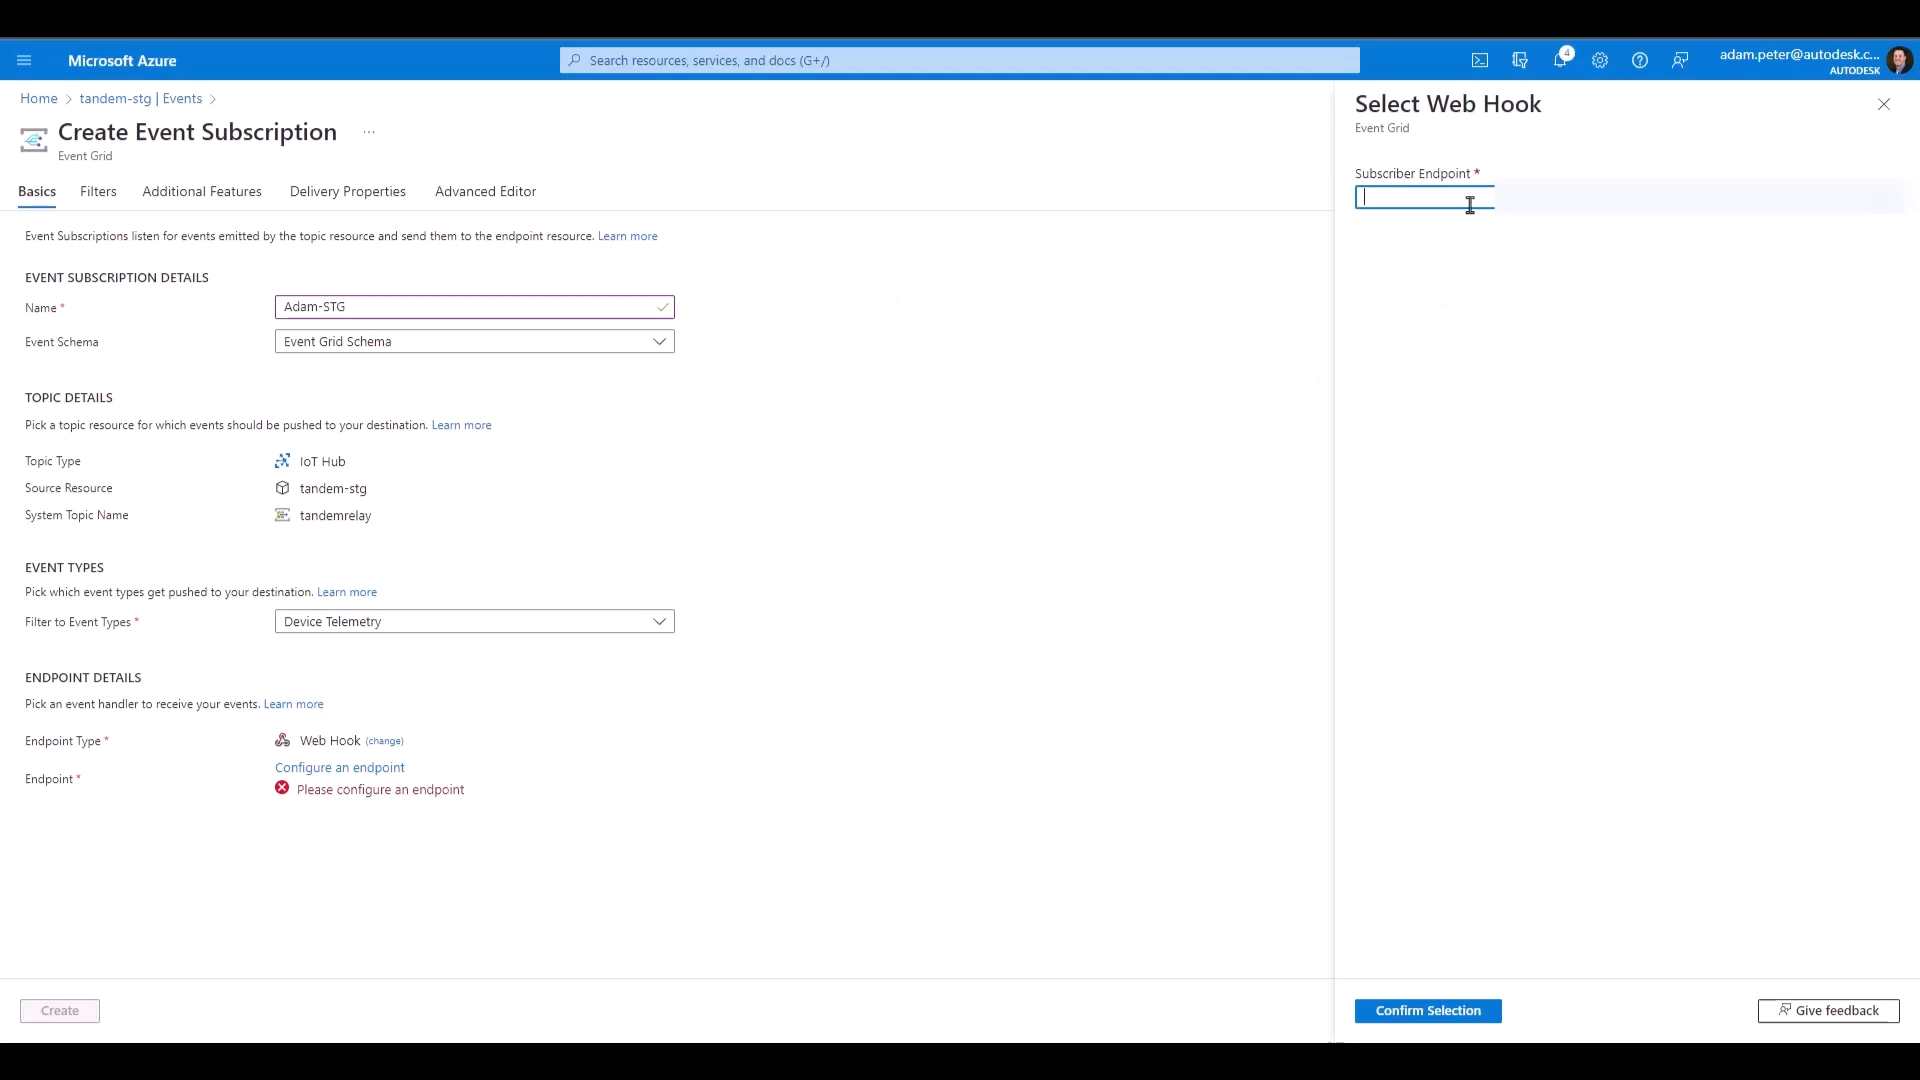 Microsoft Azure
Search resources, services, and docs (G+/)
4
adam.peter@autodesk.c...
AUTODESK
Home > tandem-stg | Events >
Create Event Subscription ...
Event Grid
Basics Filters Additional Features Delivery Properties Advanced Editor
Event Subscriptions listen for events emitted by the topic resource and send them to the endpoint resource. Learn more
EVENT SUBSCRIPTION DETAILS
Name * Adam-STG
Event Schema Event Grid Schema
TOPIC DETAILS
Pick a topic resource for which events should be pushed to your destination. Learn more
Topic Type IoT Hub
Source Resource tandem-stg
System Topic Name tandemrelay
EVENT TYPES
Pick which event types get pushed to your destination. Learn more
Filter to Event Types * Device Telemetry
ENDPOINT DETAILS
Pick an event handler to receive your events. Learn more
Endpoint Type * Web Hook (change)
Endpoint * Configure an endpoint
Please configure an endpoint
Create
Select Web Hook
Event Grid
Subscriber Endpoint *
Confirm Selection
Give feedback